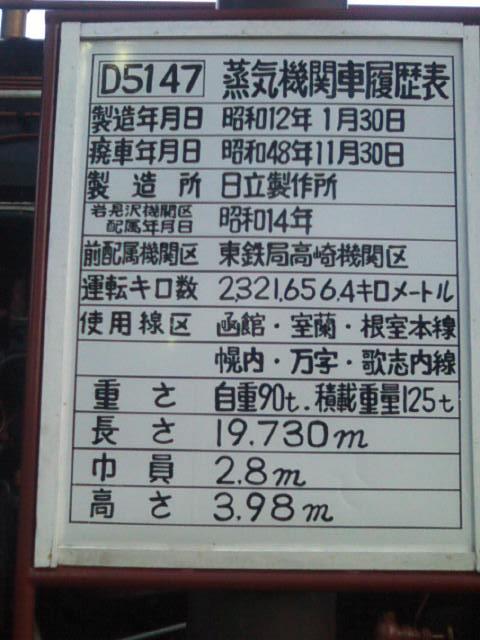 D5147 蒸気機関車履歴表
製造年月日 昭和12年1月30日
廃車年月日 昭和48年11月30日
製造所 日立製作所
岩見沢機関区配属年月日 昭和14年
前配属機関区 東鉄局高崎機関区
運転キロ数 2,321,656.4キロメートル
使用線区 函館・室蘭・根室本線
幌内・万字・歌志内線
重さ 自重90t.積載重量125t
長さ 19.730m
巾員 2.8m
高さ 3.98m